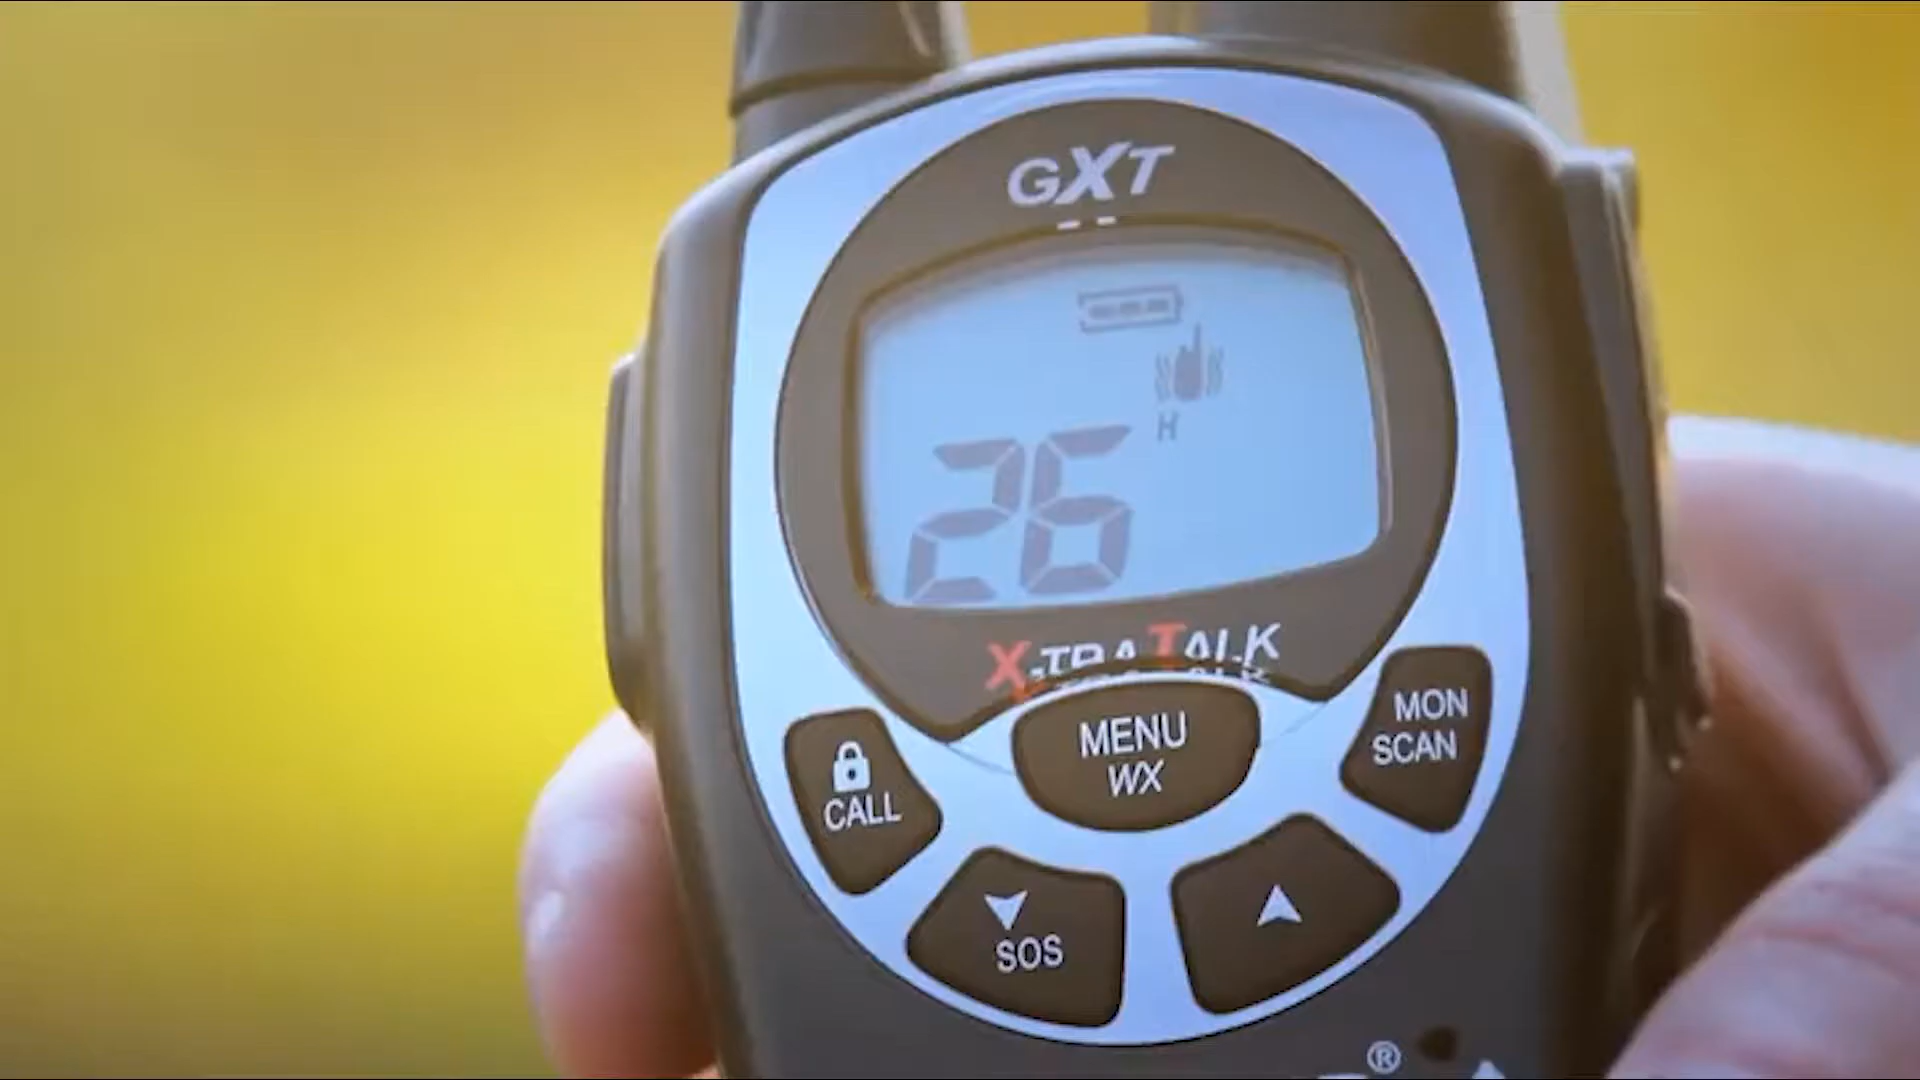 GXT
H
26
X-TRA TALK
MENU
WX
MON
SCAN
CALL
SOS
®